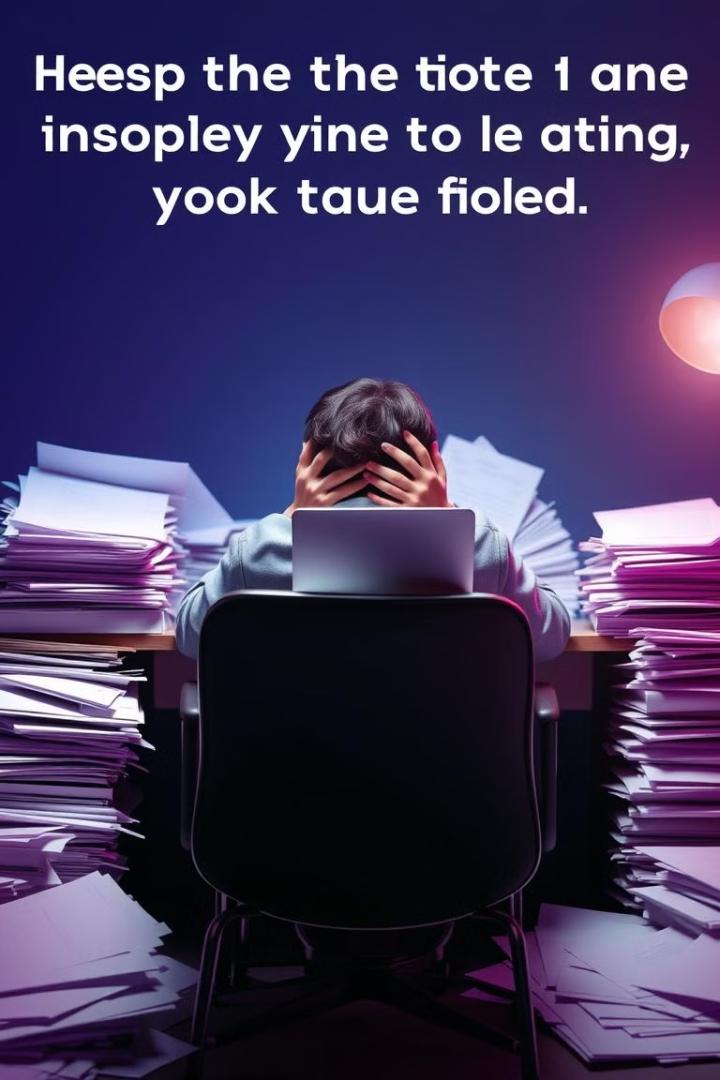 Heesp the the tiote 1 ane
insopley yine to le ating,
yook taue fioled.